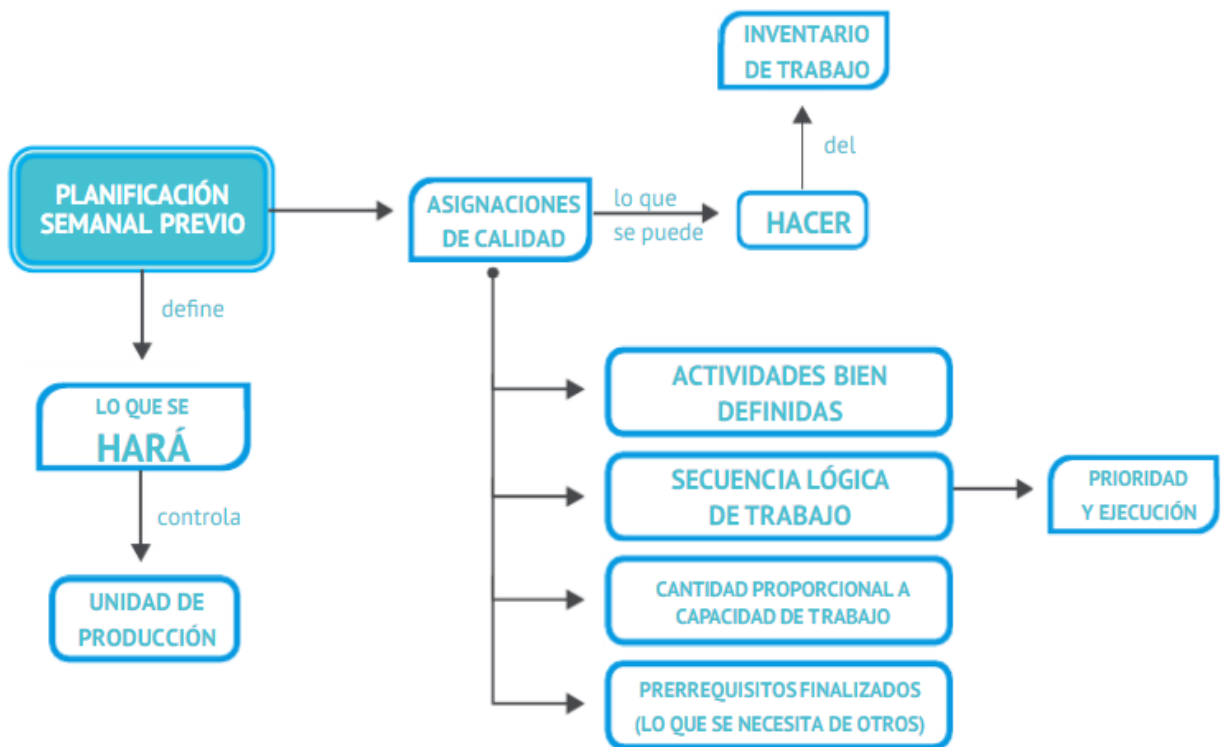 INVENTARIO
DE TRABAJO
del
PLANIFICACIÓN
SEMANAL PREVIO
ASIGNACIONES
DE CALIDAD
lo que
se puede
HACER
define
LO QUE SE
HARÁ
controla
UNIDAD DE
PRODUCCIÓN
ACTIVIDADES BIEN
DEFINIDAS
SECUENCIA LÓGICA
DE TRABAJO
PRIORIDAD
Y EJECUCIÓN
CANTIDAD PROPORCIONAL A
CAPACIDAD DE TRABAJO
PRERREQUISITOS FINALIZADOS
(LO QUE SE NECESITA DE OTROS)